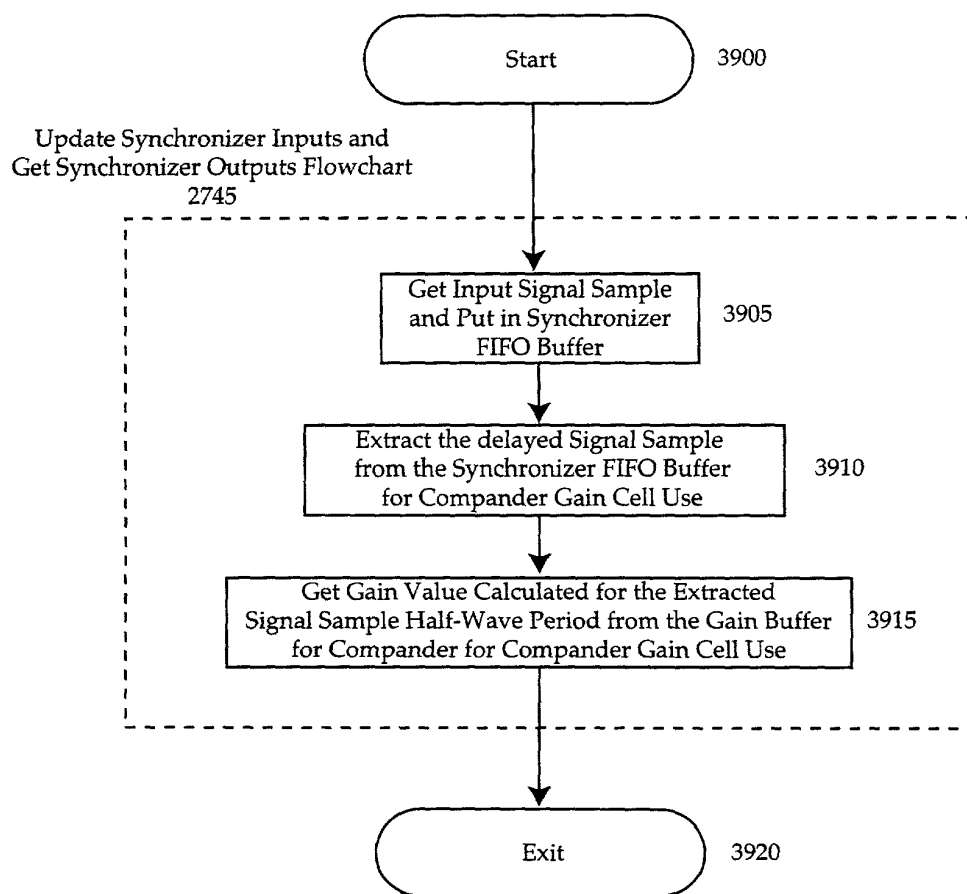 Start
3900
Update Synchronizer Inputs and
Get Synchronizer Outputs Flowchart
2745
Get Input Signal Sample
and Put in Synchronizer
FIFO Buffer
3905
Extract the delayed Signal Sample
from the Synchronizer FIFO Buffer
for Compander Gain Cell Use
3910
Get Gain Value Calculated for the Extracted
Signal Sample Half-Wave Period from the Gain Buffer
for Compander for Compander Gain Cell Use
3915
Exit
3920